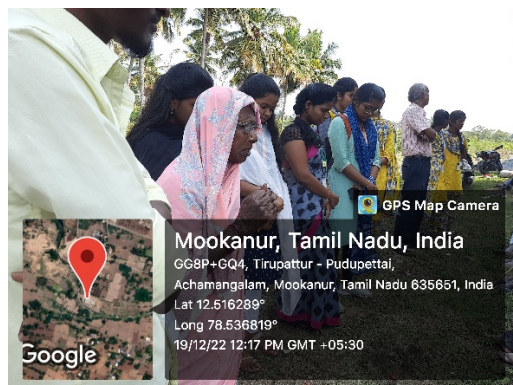 GPS Map Camera
Mookanur, Tamil Nadu, India
GG8P+GQ4, Tirupattur - Pudupettai,
Achamangalam, Mookanur, Tamil Nadu 635651, India
Lat 12.516289°
Long 78.536819°
19/12/22 12:17 PM GMT +05:30
Google